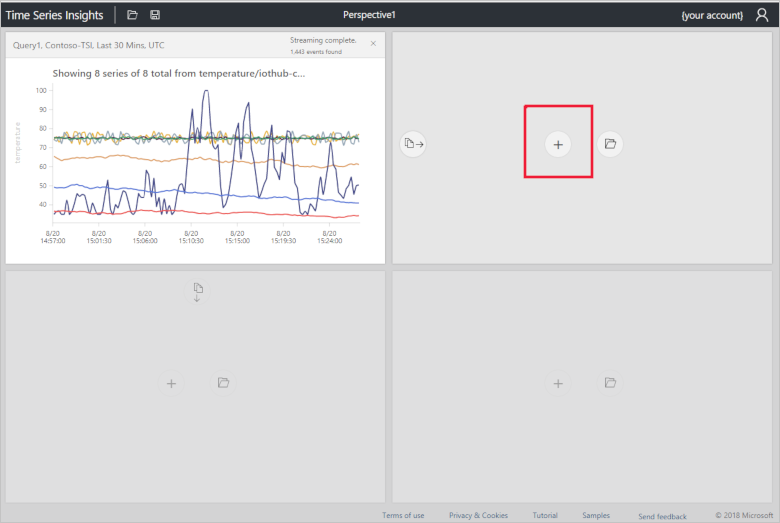 Time Series Insights
Perspective1
{your account}
Query1, Contoso-TSI, Last 30 Mins, UTC
Streaming complete.
1,443 events found
Showing 8 series of 8 total from temperature/iothub-c...
temperature
100
90
80
70
60
50
40
8/20 8/20 8/20 8/20 8/20 8/20 8/20
14:57:00 15:01:30 15:06:00 15:10:30 15:15:00 15:19:30 15:24:00
Terms of use Privacy & Cookies Tutorial Samples Send feedback © 2018 Microsoft